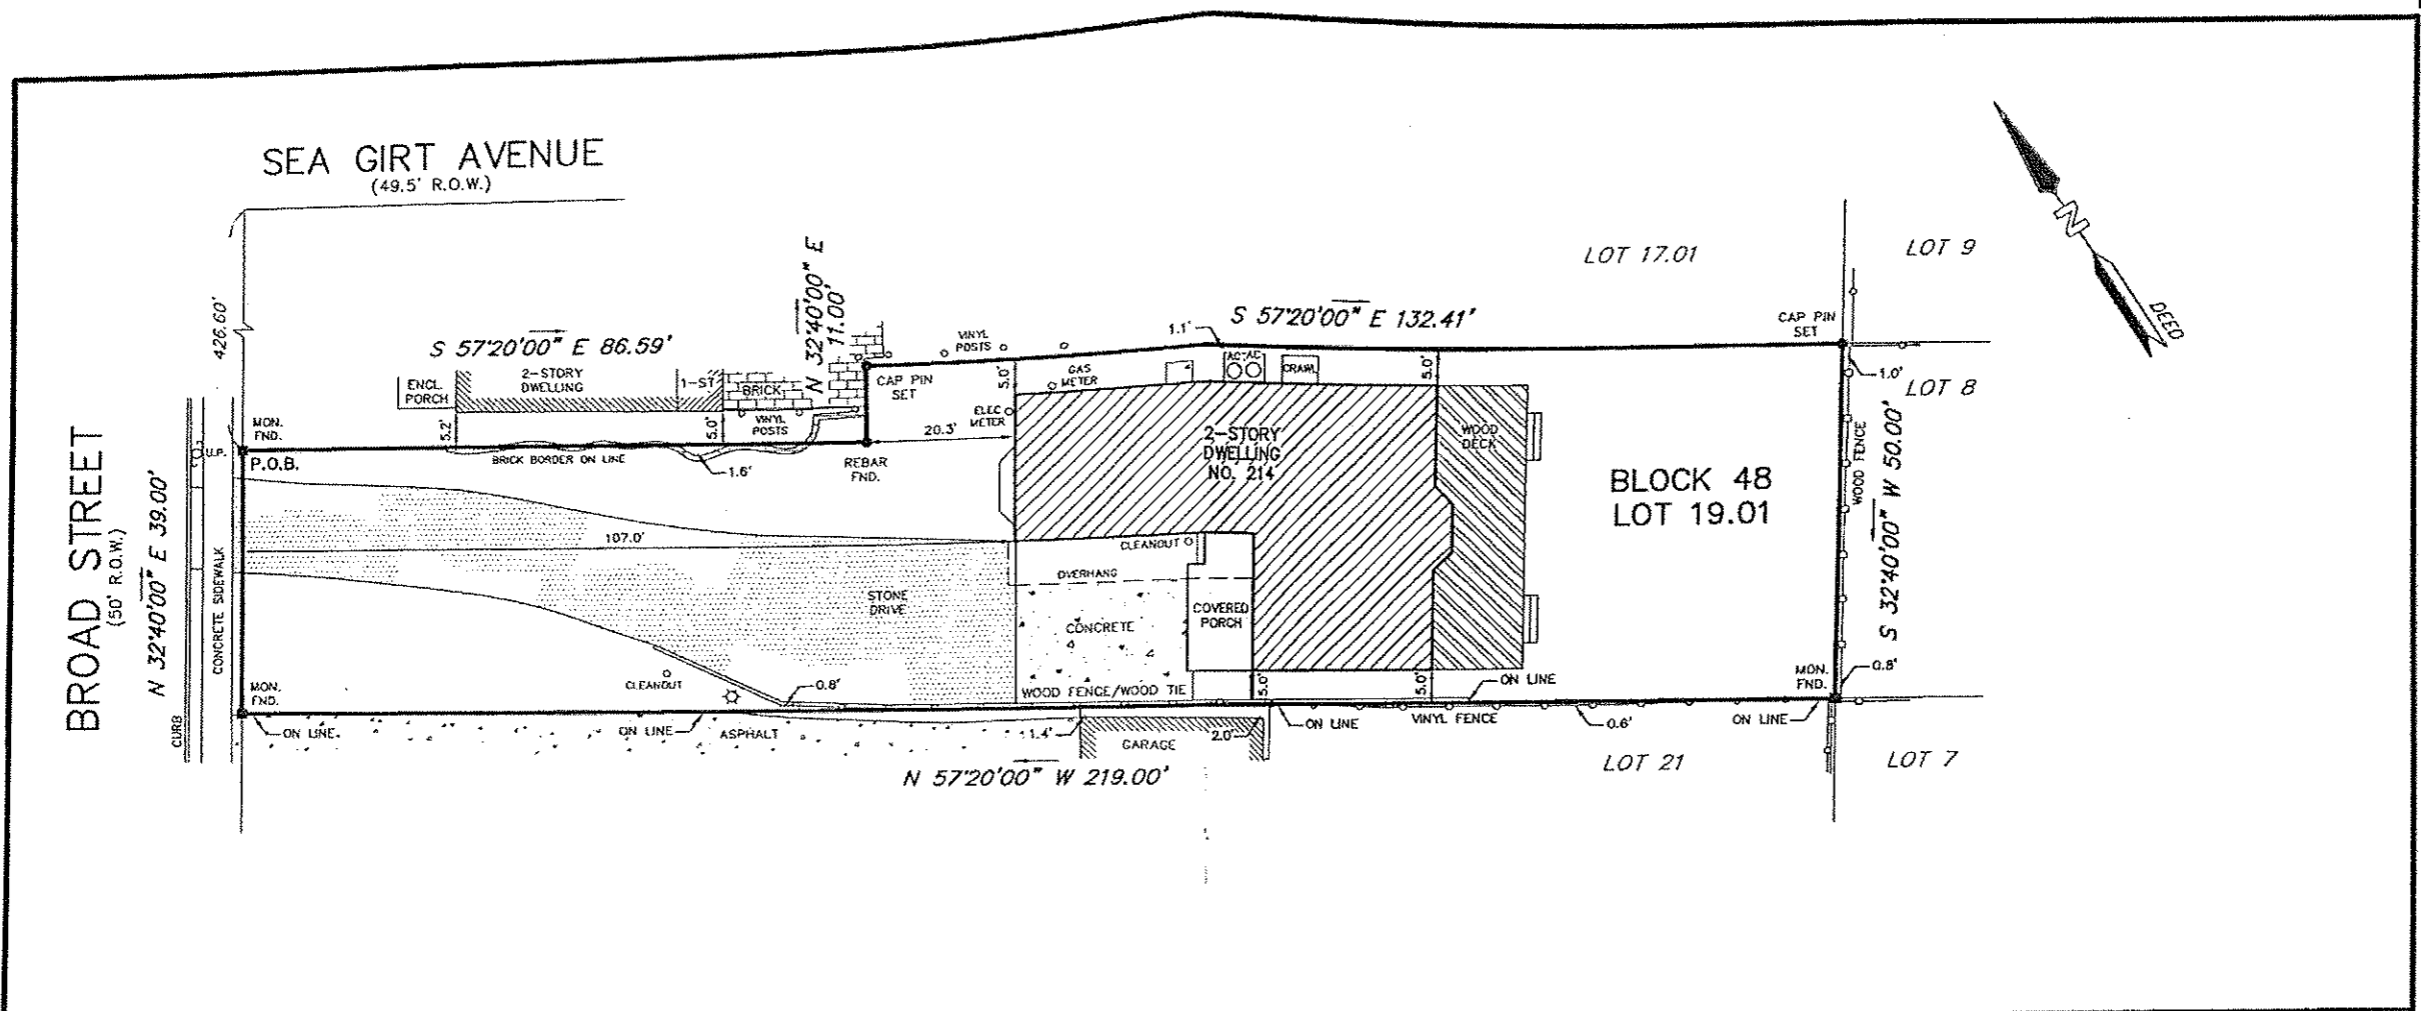 SEA GIRT AVENUE
(49.5' R.O.W.)
426.60'
S 57°20'00" E 86.59'
N 32°40'00" E
11.00'
LOT 17.01
LOT 9
S 57°20'00" E 132.41'
1.1'
CAP PIN
SET
N
DEED
VINYL
POSTS
2-STORY
DWELLING
ENCL.
PORCH
1-ST
BRICK
CAP PIN
SET
5.0'
GAS
METER
AC
AC
CRAWL
5.0'
1.0'
LOT 8
MON.
FND.
U.P.
P.O.B.
5.2'
5.0'
VINYL
POSTS
ELEC
METER
20.3'
BRICK BORDER ON LINE
1.6'
REBAR
FND.
2-STORY
DWELLING
NO. 214
WOOD
DECK
BLOCK 48
LOT 19.01
WOOD FENCE
S 32°40'00" W 50.00'
BROAD STREET
(50' R.O.W.)
N 32°40'00" E 39.00'
CURB
CONCRETE SIDEWALK
107.0'
CLEANOUT
OVERHANG
STONE
DRIVE
CONCRETE
COVERED
PORCH
MON.
FND.
CLEANOUT
0.8'
WOOD FENCE/WOOD TIE
5.0'
5.0'
ON LINE
MON.
FND.
0.8'
ON LINE
ON LINE
ASPHALT
1.4'
GARAGE
2.0'
ON LINE
VINYL FENCE
0.6'
ON LINE
N 57°20'00" W 219.00'
LOT 21
LOT 7